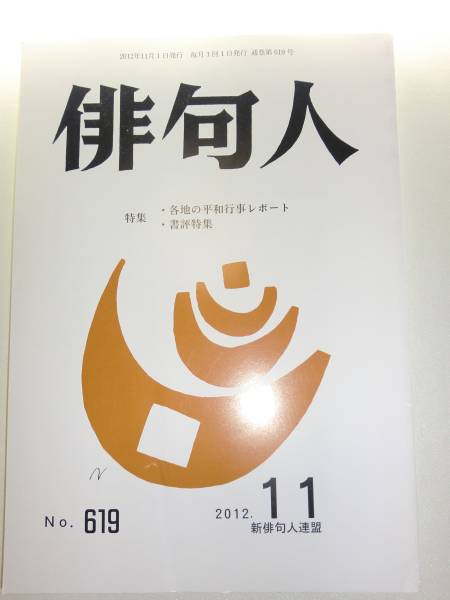 2012年11月1日発行 毎月1回1日発行 通巻第619号
俳句人
特集
・各地の平和行事レポート
・書評特集
No. 619
2012. 11
新俳句人連盟